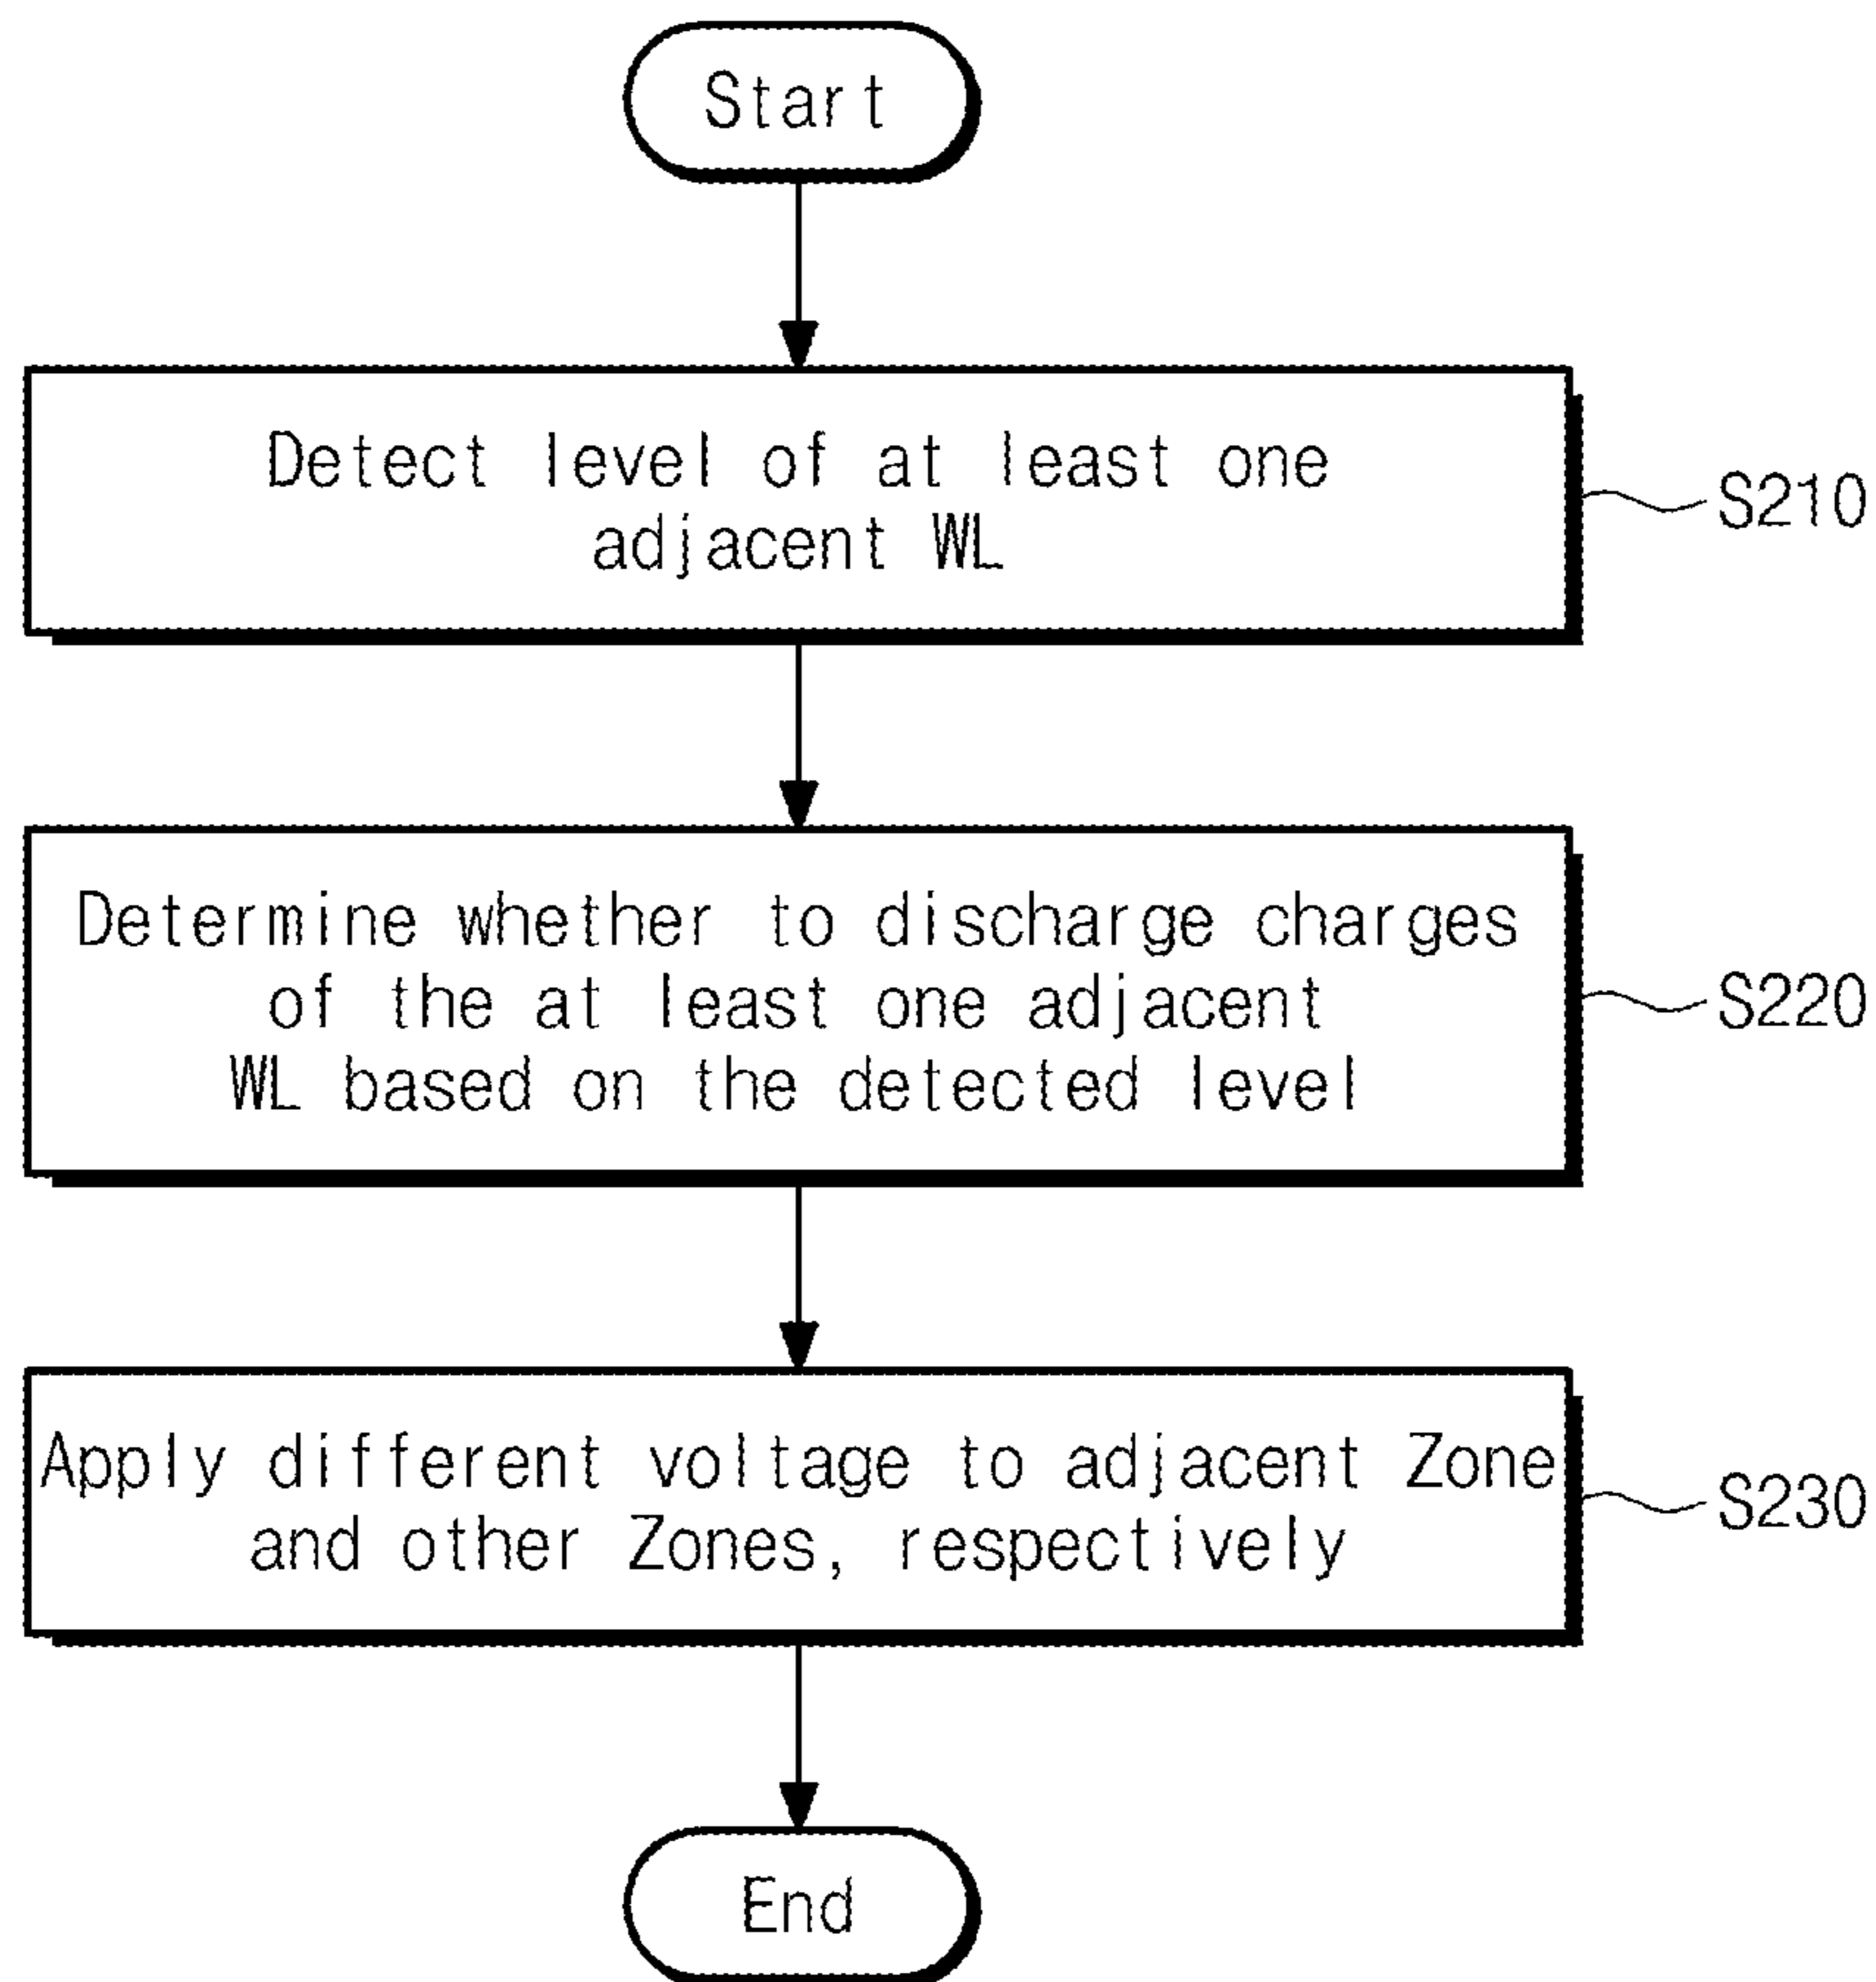 Start
Detect level of at least one
adjacent WL
S210
Determine whether to discharge charges
of the at least one adjacent
WL based on the detected level
S220
Apply different voltage to adjacent Zone
and other Zones, respectively
S230
End